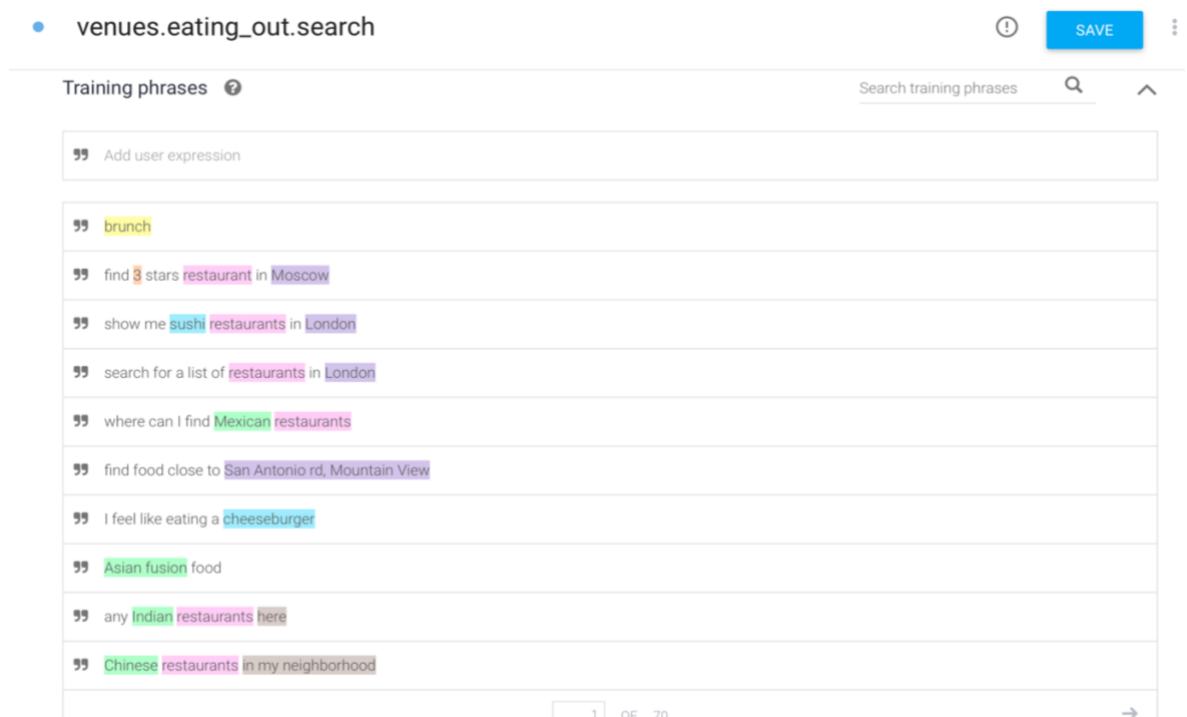 venues.eating_out.search
SAVE
Training phrases
Search training phrases
Add user expression
brunch
find 3 stars restaurant in Moscow
show me sushi restaurants in London
search for a list of restaurants in London
where can I find Mexican restaurants
find food close to San Antonio rd, Mountain View
I feel like eating a cheeseburger
Asian fusion food
any Indian restaurants here
Chinese restaurants in my neighborhood
1 OF 70